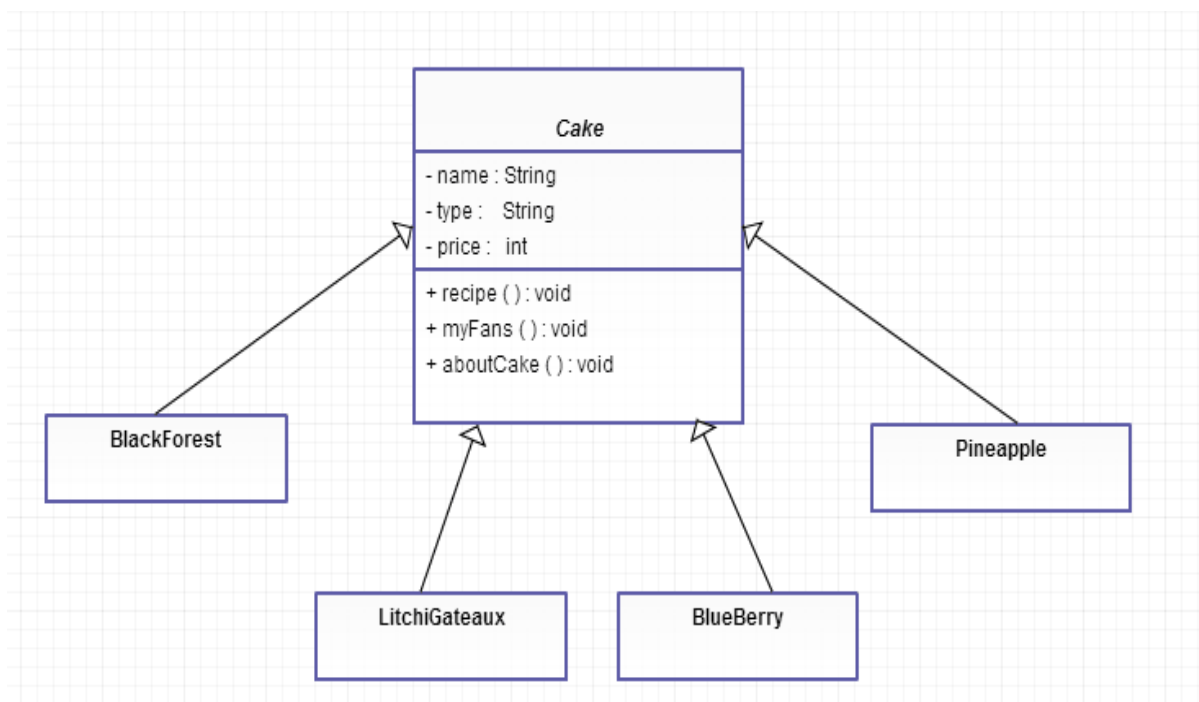 Cake
- name : String
- type : String
- price : int
+ recipe ( ) : void
+ myFans ( ) : void
+ aboutCake ( ) : void
BlackForest
Pineapple
LitchiGateaux
BlueBerry